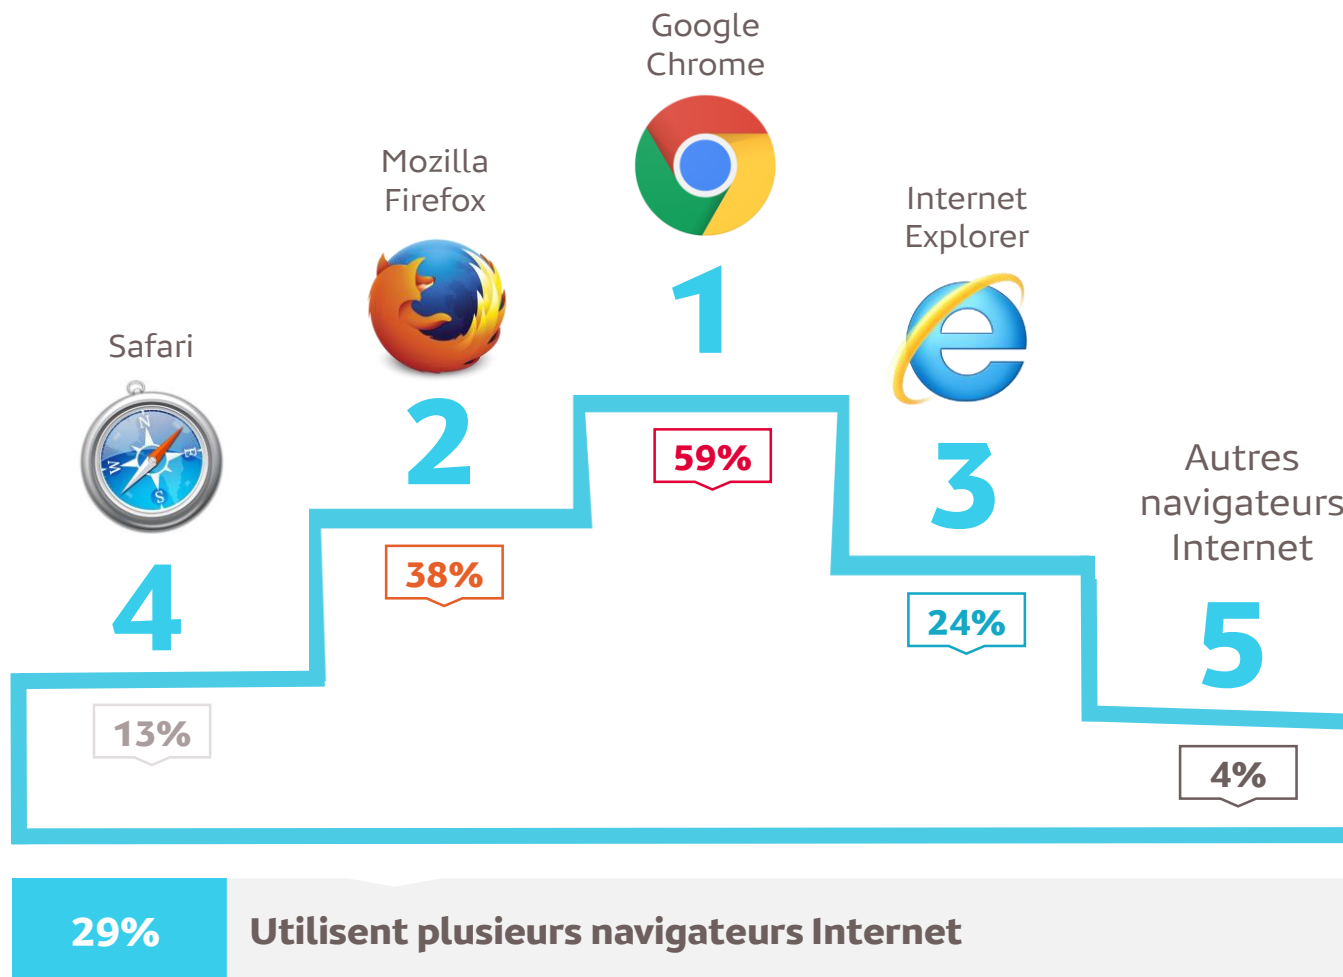 Google
Chrome
1
59%
Mozilla
Firefox
2
38%
Internet
Explorer
3
24%
Safari
N
E
S
W
4
13%
Autres
navigateurs
Internet
5
4%
29%
Utilisent plusieurs navigateurs Internet